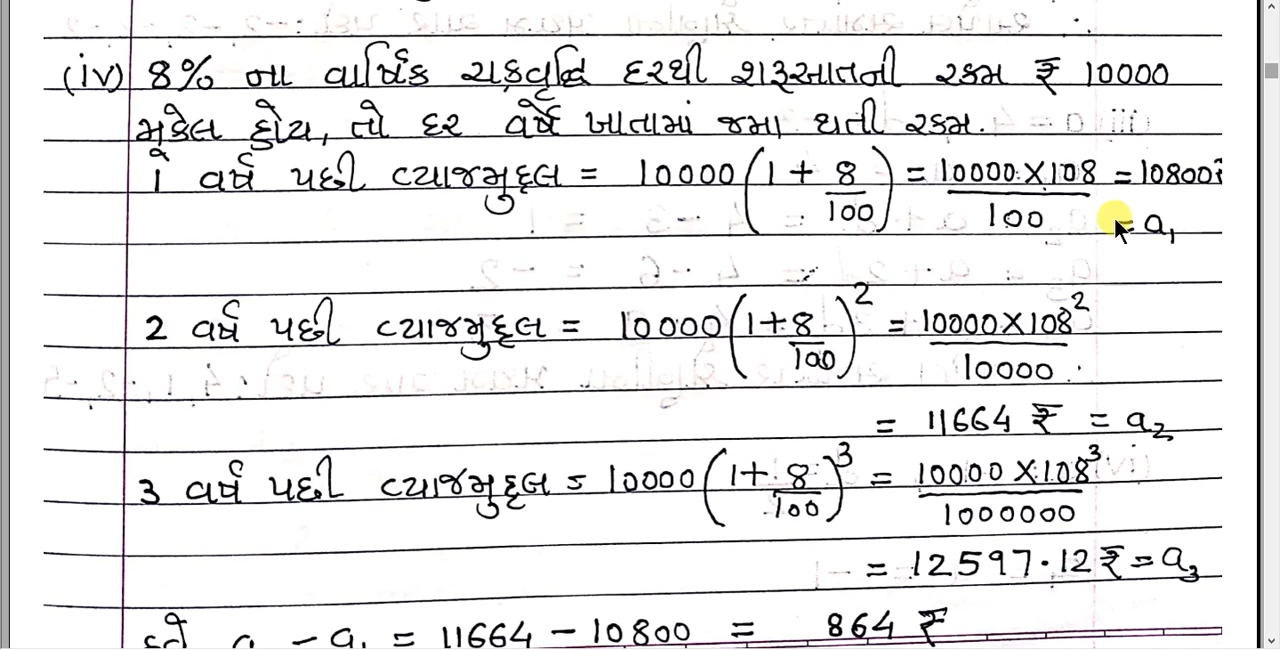 (iv) 8% ના વાર્ષિક ચક્રવૃદ્ધિ દરથી શરૂઆતની રકમ ₹ 10000
મુકેલ હોય, તો દર વર્ષે ખાતામાં જમા થતી રકમ.
1 વર્ષ પછી વ્યાજમુદ્દલ = 10000 (1 + 8/100) = 10000 X 108 / 100 = 10800₹
= a₁
2 વર્ષ પછી વ્યાજમુદ્દલ = 10000 (1 + 8/100)² = 10000 X 108² / 10000
= 11664 ₹ = a₂
3 વર્ષ પછી વ્યાજમુદ્દલ = 10000 (1 + 8/100)³ = 10000 X 108³ / 1000000
= 12597.12 ₹ = a₃
= 11664 - 10800 = 864 ₹